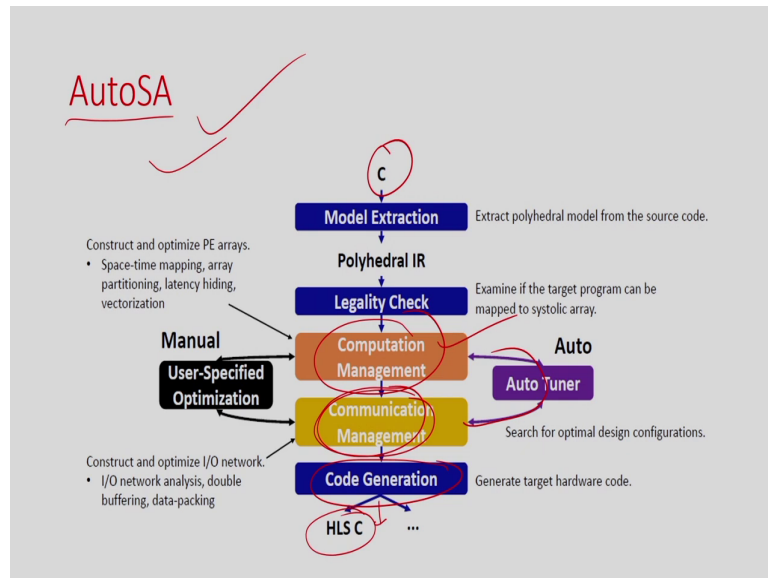 AutoSA
C
Model Extraction
Extract polyhedral model from the source code.
Construct and optimize PE arrays.
• Space-time mapping, array
partitioning, latency hiding,
vectorization
Polyhedral IR
Legality Check
Examine if the target program can be
mapped to systolic array.
Manual
Computation
Management
Auto
User-Specified
Optimization
Auto Tuner
Communication
Management
Search for optimal design configurations.
Construct and optimize I/O network.
• I/O network analysis, double
buffering, data-packing
Code Generation
Generate target hardware code.
HLS C
...